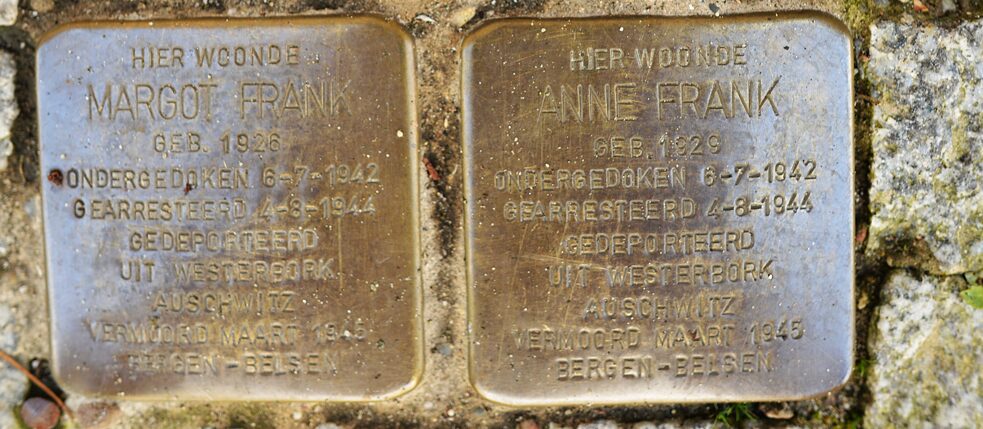 HIER WOONDE
MARGOT FRANK
GEB. 1926
ONDERGEDOKEN 6-7-1942
GEARRESTEERD 4-8-1944
GEDEPORTEERD
UIT WESTERBORK
AUSCHWITZ
VERMOORD MAART 1945
BERGEN-BELSEN
HIER WOONDE
ANNE FRANK
GEB. 1929
ONDERGEDOKEN 6-7-1942
GEARRESTEERD 4-8-1944
GEDEPORTEERD
UIT WESTERBORK
AUSCHWITZ
VERMOORD MAART 1945
BERGEN-BELSEN